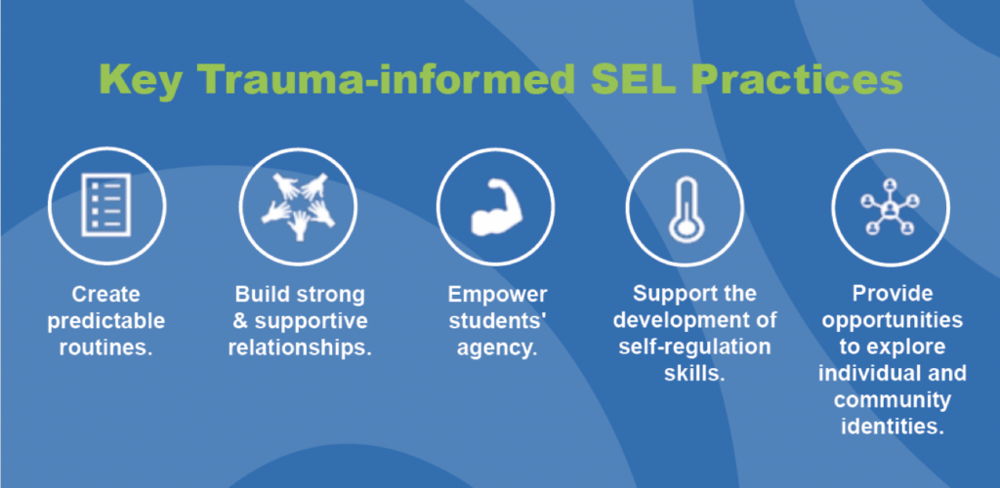 Key Trauma-informed SEL Practices
Create
predictable
routines.
Build strong
& supportive
relationships.
Empower
students'
agency.
Support the
development of
self-regulation
skills.
Provide
opportunities
to explore
individual and
community
identities.